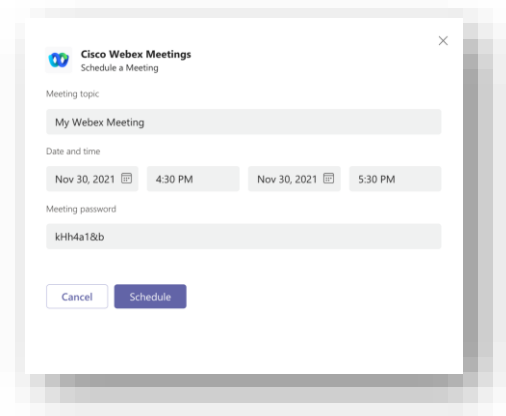 Cisco Webex Meetings
Schedule a Meeting
Meeting topic
My Webex Meeting
Date and time
Nov 30, 2021 4:30 PM Nov 30, 2021 5:30 PM
Meeting password
kHh4a1&b
Cancel Schedule